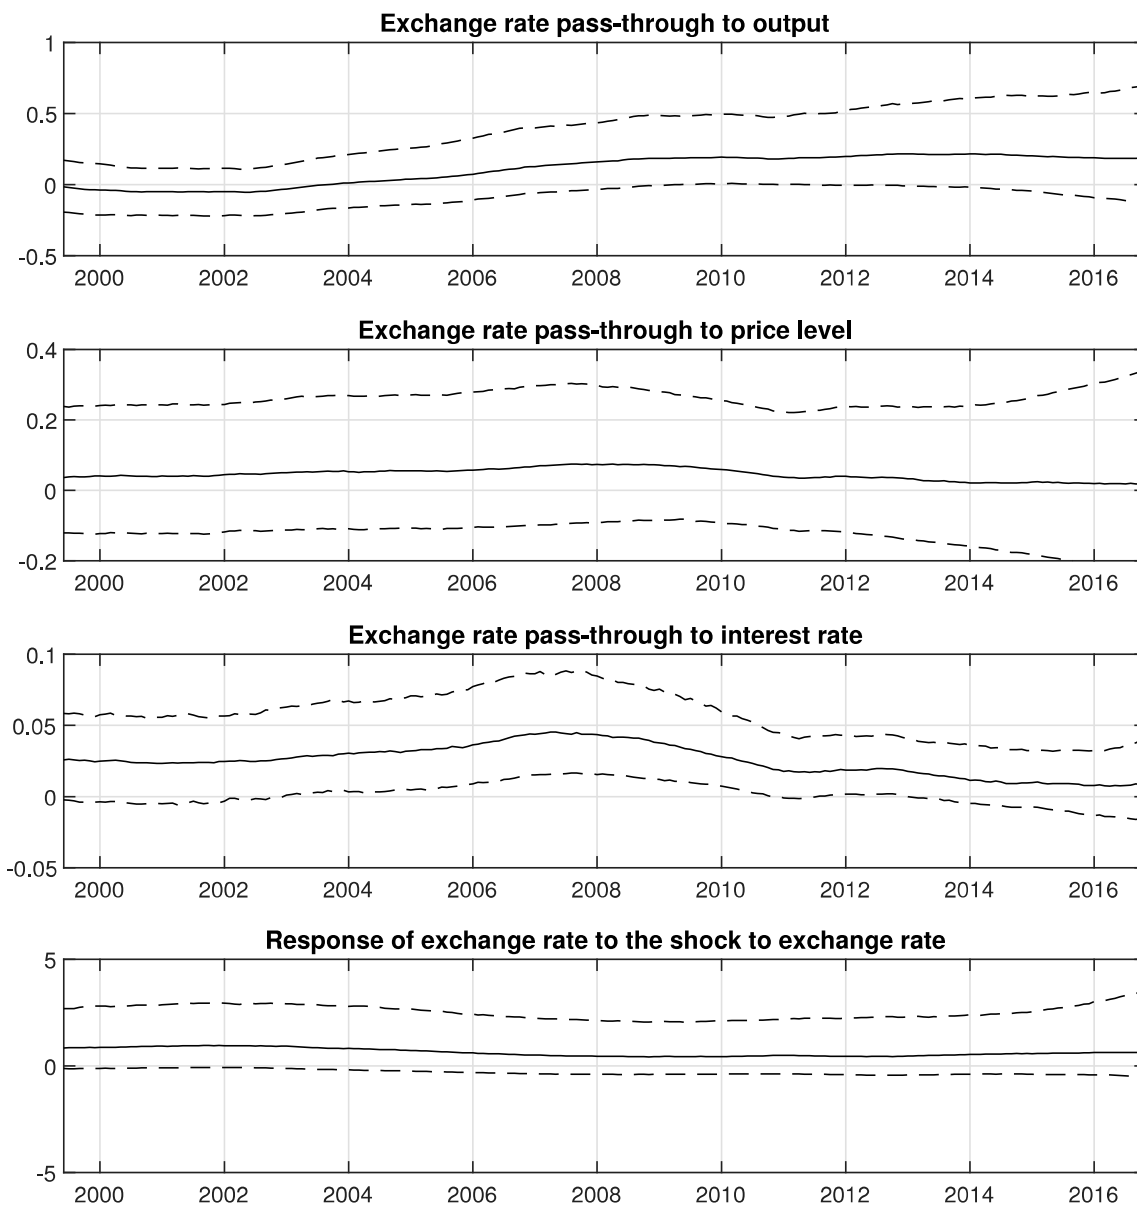 Exchange rate pass-through to output
1
0.5
0
-0.5
2000 2002 2004 2006 2008 2010 2012 2014 2016
Exchange rate pass-through to price level
0.4
0.2
0
-0.2
2000 2002 2004 2006 2008 2010 2012 2014 2016
Exchange rate pass-through to interest rate
0.1
0.05
0
-0.05
2000 2002 2004 2006 2008 2010 2012 2014 2016
Response of exchange rate to the shock to exchange rate
5
0
-5
2000 2002 2004 2006 2008 2010 2012 2014 2016